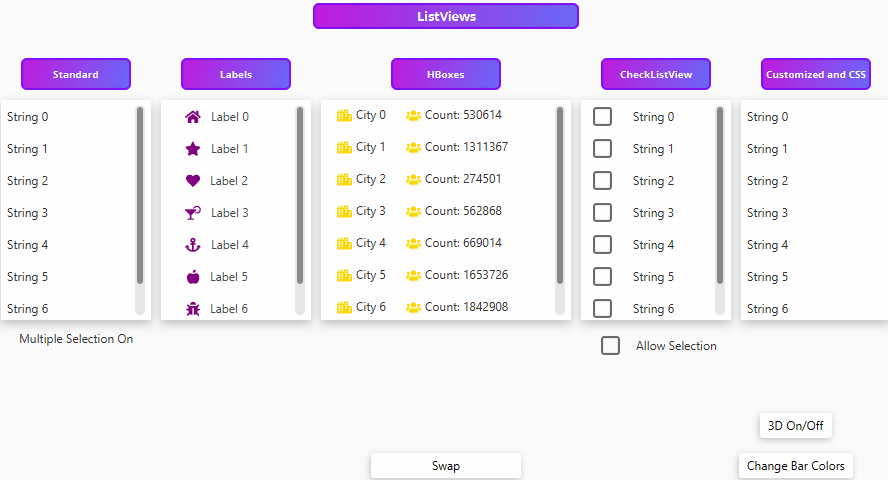 ListViews
Standard
Labels
HBoxes
CheckListView
Customized and CSS
String 0
String 1
String 2
String 3
String 4
String 5
String 6
Multiple Selection On
Label 0
Label 1
Label 2
Label 3
Label 4
Label 5
Label 6
City 0 Count: 530614
City 1 Count: 1311367
City 2 Count: 274501
City 3 Count: 562868
City 4 Count: 669014
City 5 Count: 1653726
City 6 Count: 1842908
String 0
String 1
String 2
String 3
String 4
String 5
String 6
Allow Selection
String 0
String 1
String 2
String 3
String 4
String 5
String 6
3D On/Off
Swap
Change Bar Colors